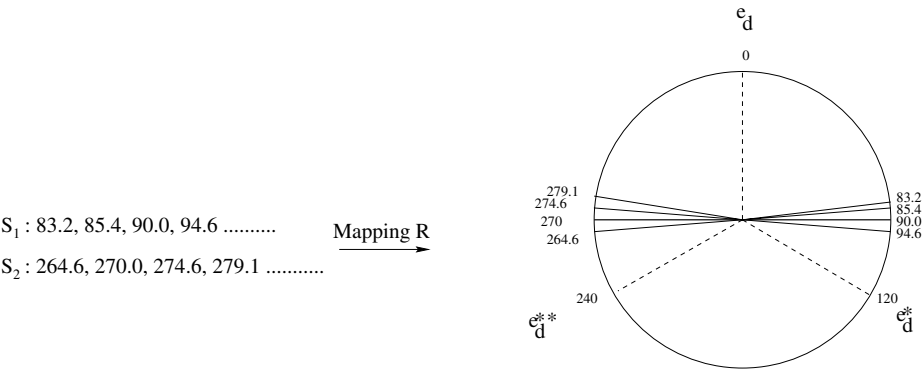 S1 : 83.2, 85.4, 90.0, 94.6 ..........
S2 : 264.6, 270.0, 274.6, 279.1 ...........
Mapping R
ed
0
279.1
274.6
270
264.6
83.2
85.4
90.0
94.6
240
120
e**d
e*d